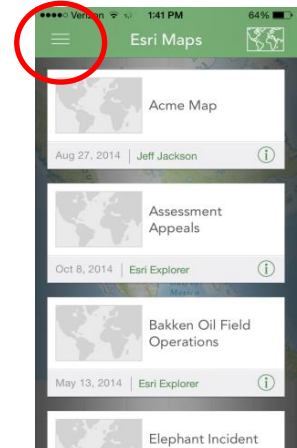 Verizon 1:41 PM 64%
Esri Maps
Acme Map
Aug 27, 2014 | Jeff Jackson
Assessment
Appeals
Oct 8, 2014 | Esri Explorer
Mexico
Bakken Oil Field
Operations
May 13, 2014 | Esri Explorer
Elephant Incident